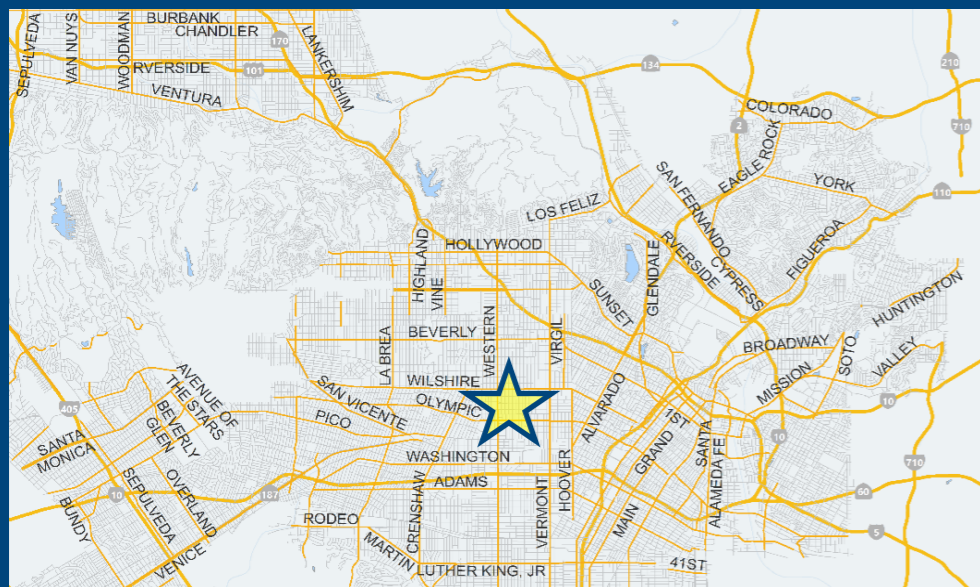 BURBANK
CHANDLER
SEPULVEDA
VAN NUYS
WOODMAN
LANKERSHIM
170
RVERSIDE
101
134
210
VENTURA
COLORADO
2
710
EAGLE ROCK
YORK
110
SAN FERNANDO
LOS FELIZ
FIGUEROA
HOLLYWOOD
HIGHLAND
VINE
GLENDALE
RVERSIDE
CYPRESS
HUNTINGTON
SUNSET
BEVERLY
WESTERN
VIRGIL
LA BREA
BROADWAY
SOTO
VALLEY
MISSION
WILSHIRE
OLYMPIC
SAN VICENTE
PICO
AVENUE OF
THE STARS
BEVERLY
GLEN
405
ALVARADO
1ST
GRAND
SANTA
FE
ALAMEDA
10
10
SANTA
MONICA
WASHINGTON
ADAMS
HOOVER
710
10
187
SEPULVEDA
OVERLAND
BUNDY
VENICE
CRENSHAW
VERMONT
MAIN
60
5
RODEO
MARTIN
LUTHER KING, JR
41ST